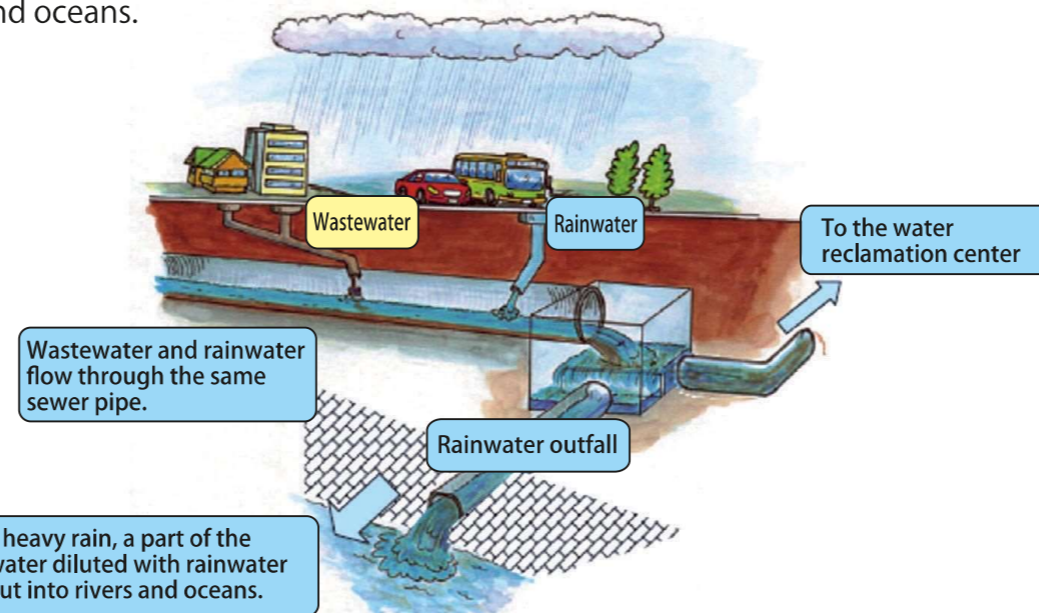 nd oceans.
Wastewater
Rainwater
To the water
reclamation center
Wastewater and rainwater
flow through the same
sewer pipe.
Rainwater outfall
heavy rain, a part of the
water diluted with rainwater
ut into rivers and oceans.